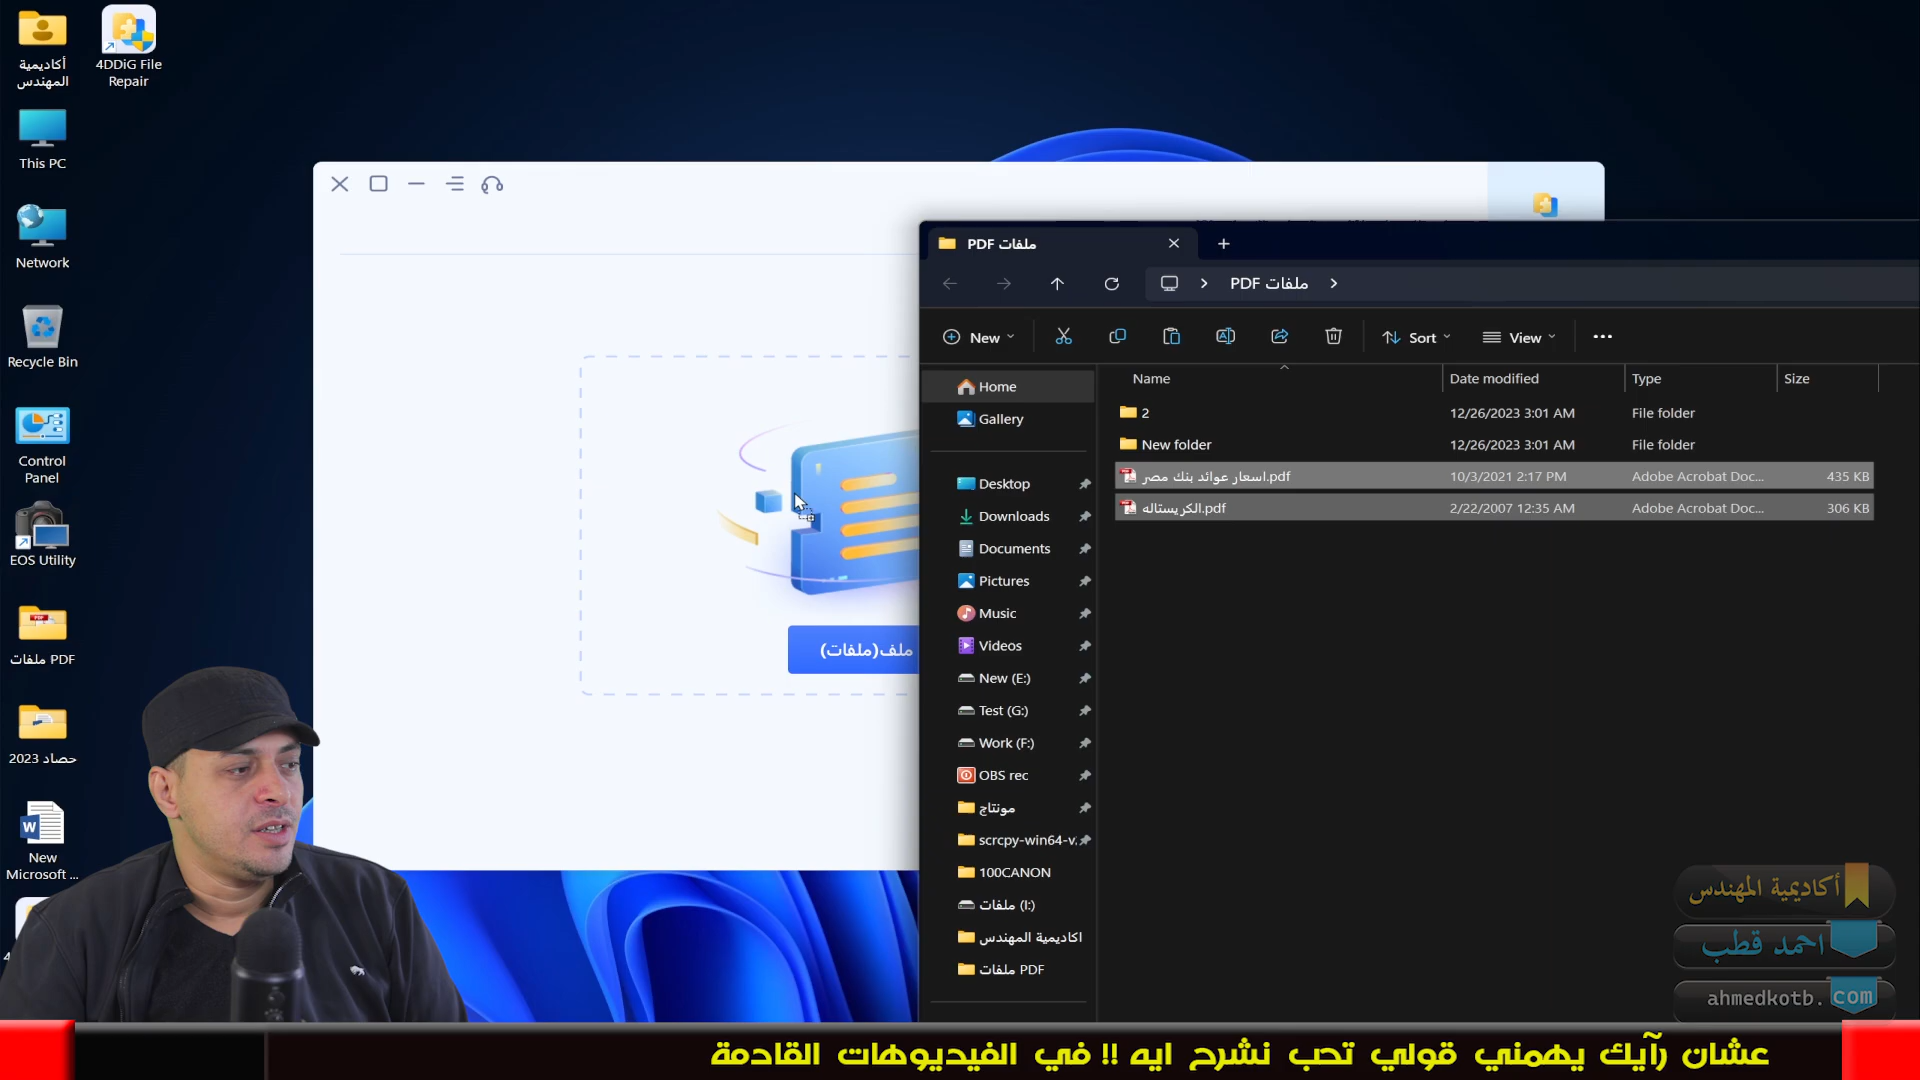 أكاديمية
المهندس
4DDiG File
Repair
This PC
Network
Recycle Bin
Control
Panel
EOS Utility
ملفات PDF
حصاد 2023
New
Microsoft ...
ملف(ملفات)
ملفات PDF
ملفات PDF
New
Sort
View
Name
Date modified
Type
Size
Home
Gallery
Desktop
Downloads
Documents
Pictures
Music
Videos
New (E:)
Test (G:)
Work (F:)
OBS rec
مونتاج
scrcpy-win64-v.
100CANON
ملفات (I:)
اكاديمية المهندس
ملفات PDF
2 12/26/2023 3:01 AM File folder
New folder 12/26/2023 3:01 AM File folder
اسعار عوائد بنك مصر.pdf 10/3/2021 2:17 PM Adobe Acrobat Doc... 435 KB
الكريستاله.pdf 2/22/2007 12:35 AM Adobe Acrobat Doc... 306 KB
أكاديمية المهندس
احمد قطب
ahmedkotb.com
عشان رآيك يهمني قولي تحب نشرح ايه !! في الفيديوهات القادمة